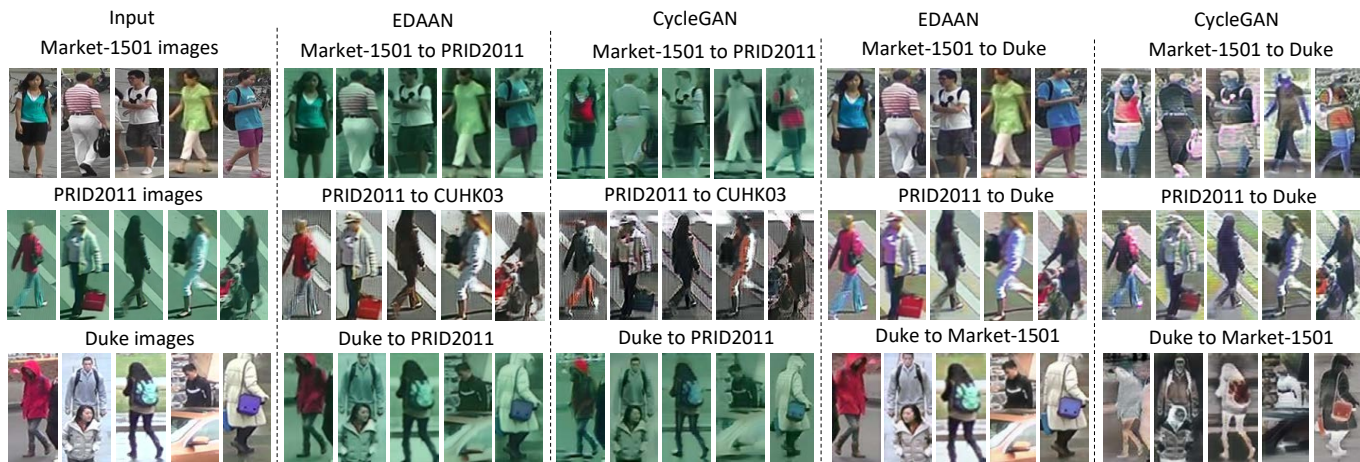 Input EDAAN CycleGAN EDAAN CycleGAN
Market-1501 images Market-1501 to PRID2011 Market-1501 to PRID2011 Market-1501 to Duke Market-1501 to Duke
PRID2011 images PRID2011 to CUHK03 PRID2011 to CUHK03 PRID2011 to Duke PRID2011 to Duke
Duke images Duke to PRID2011 Duke to PRID2011 Duke to Market-1501 Duke to Market-1501